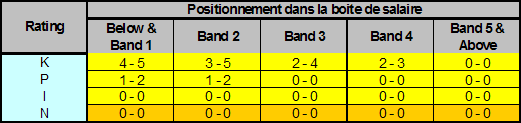 Rating Positionnement dans la boite de salaire
Below & Band 1 Band 2 Band 3 Band 4 Band 5 & Above
K 4 - 5 3 - 5 2 - 4 2 - 3 0 - 0
P 1 - 2 1 - 2 0 - 0 0 - 0 0 - 0
I 0 - 0 0 - 0 0 - 0 0 - 0 0 - 0
N 0 - 0 0 - 0 0 - 0 0 - 0 0 - 0